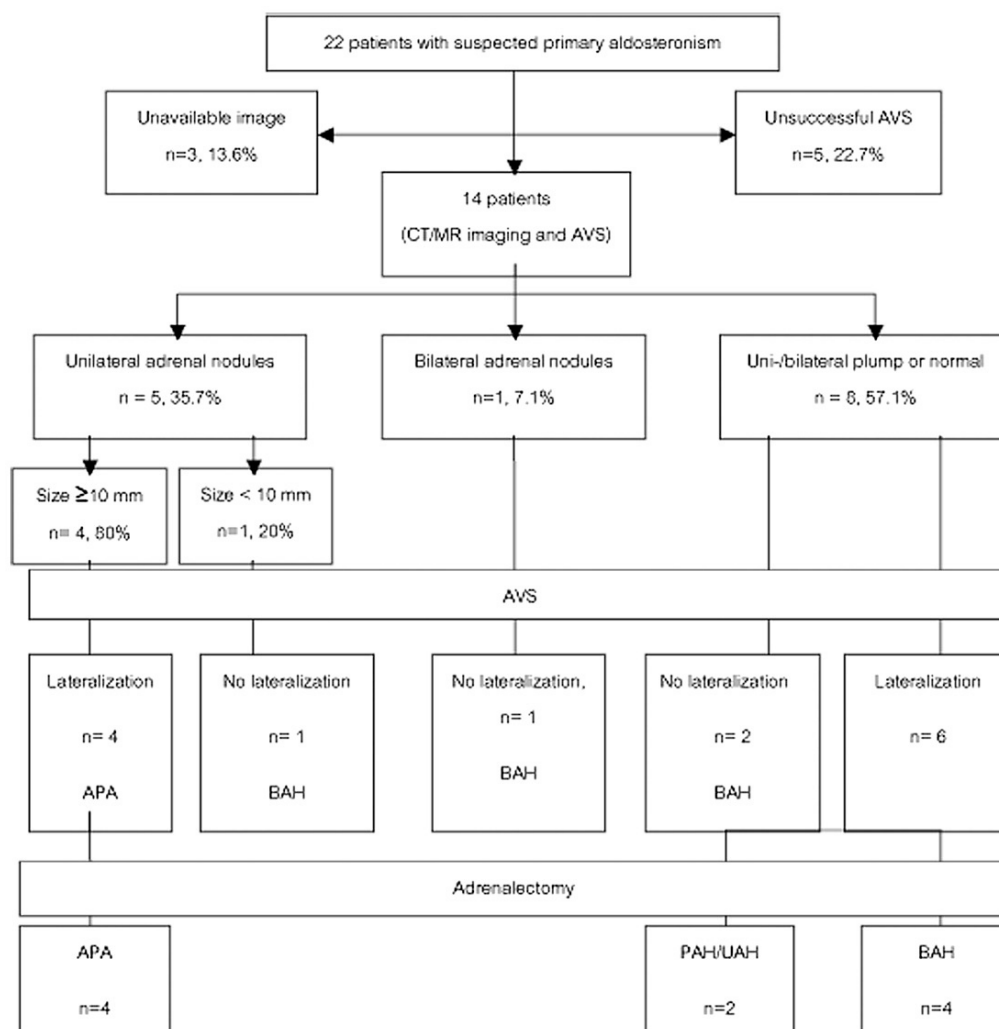 22 patients with suspected primary aldosteronism
Unavailable image
n=3, 13.6%
Unsuccessful AVS
n=5, 22.7%
14 patients
(CT/MR imaging and AVS)
Unilateral adrenal nodules
n = 5, 35.7%
Bilateral adrenal nodules
n=1, 7.1%
Uni-/bilateral plump or normal
n = 8, 57.1%
Size ≥10 mm
n= 4, 80%
Size < 10 mm
n=1, 20%
AVS
Lateralization
n= 4
APA
No lateralization
n= 1
BAH
No lateralization,
n= 1
BAH
No lateralization
n= 2
BAH
Lateralization
n= 6
Adrenalectomy
APA
n=4
PAH/UAH
n=2
BAH
n=4